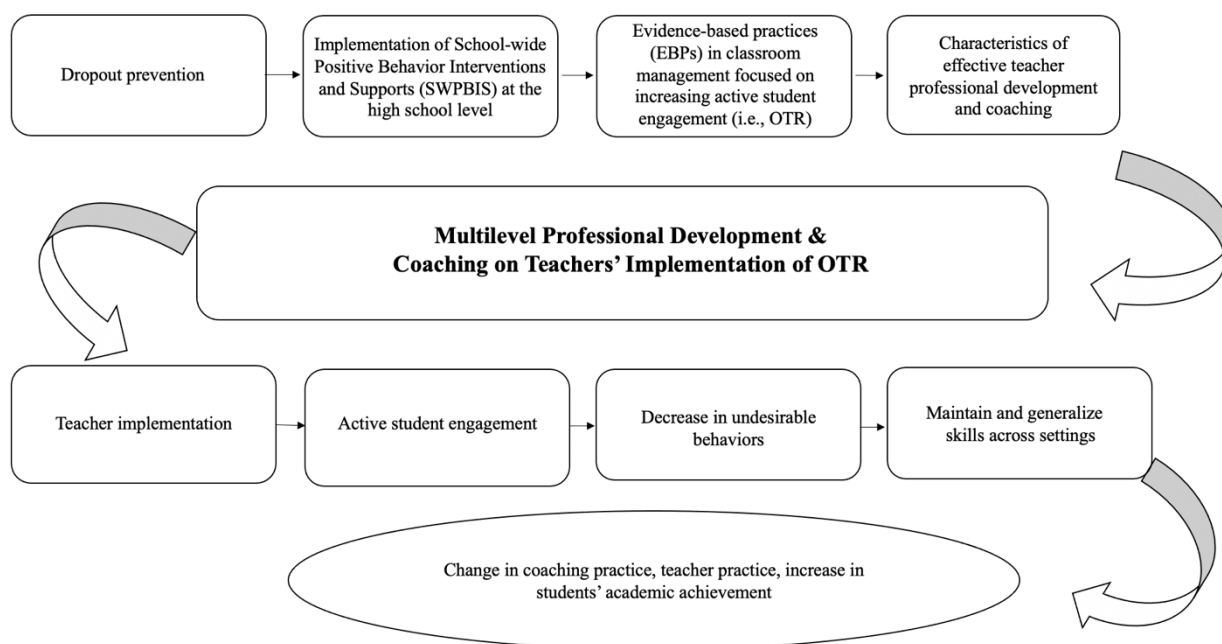 Dropout prevention
Implementation of School-wide
Positive Behavior Interventions
and Supports (SWPBIS) at the
high school level
Evidence-based practices
(EBPs) in classroom
management focused on
increasing active student
engagement (i.e., OTR)
Characteristics of
effective teacher
professional development
and coaching
Multilevel Professional Development &
Coaching on Teachers' Implementation of OTR
Teacher implementation
Active student engagement
Decrease in undesirable
behaviors
Maintain and generalize
skills across settings
Change in coaching practice, teacher practice, increase in
students' academic achievement